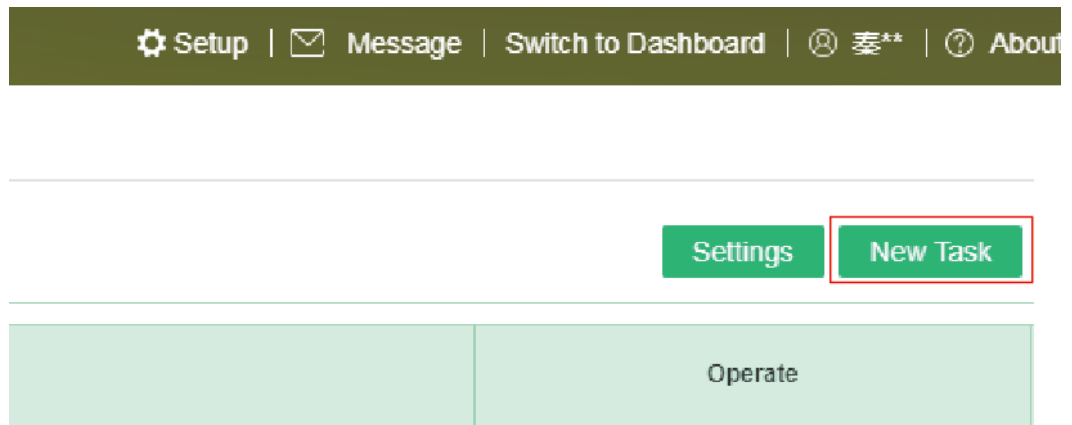 Setup | Message | Switch to Dashboard | 秦** | About
Settings New Task
Operate